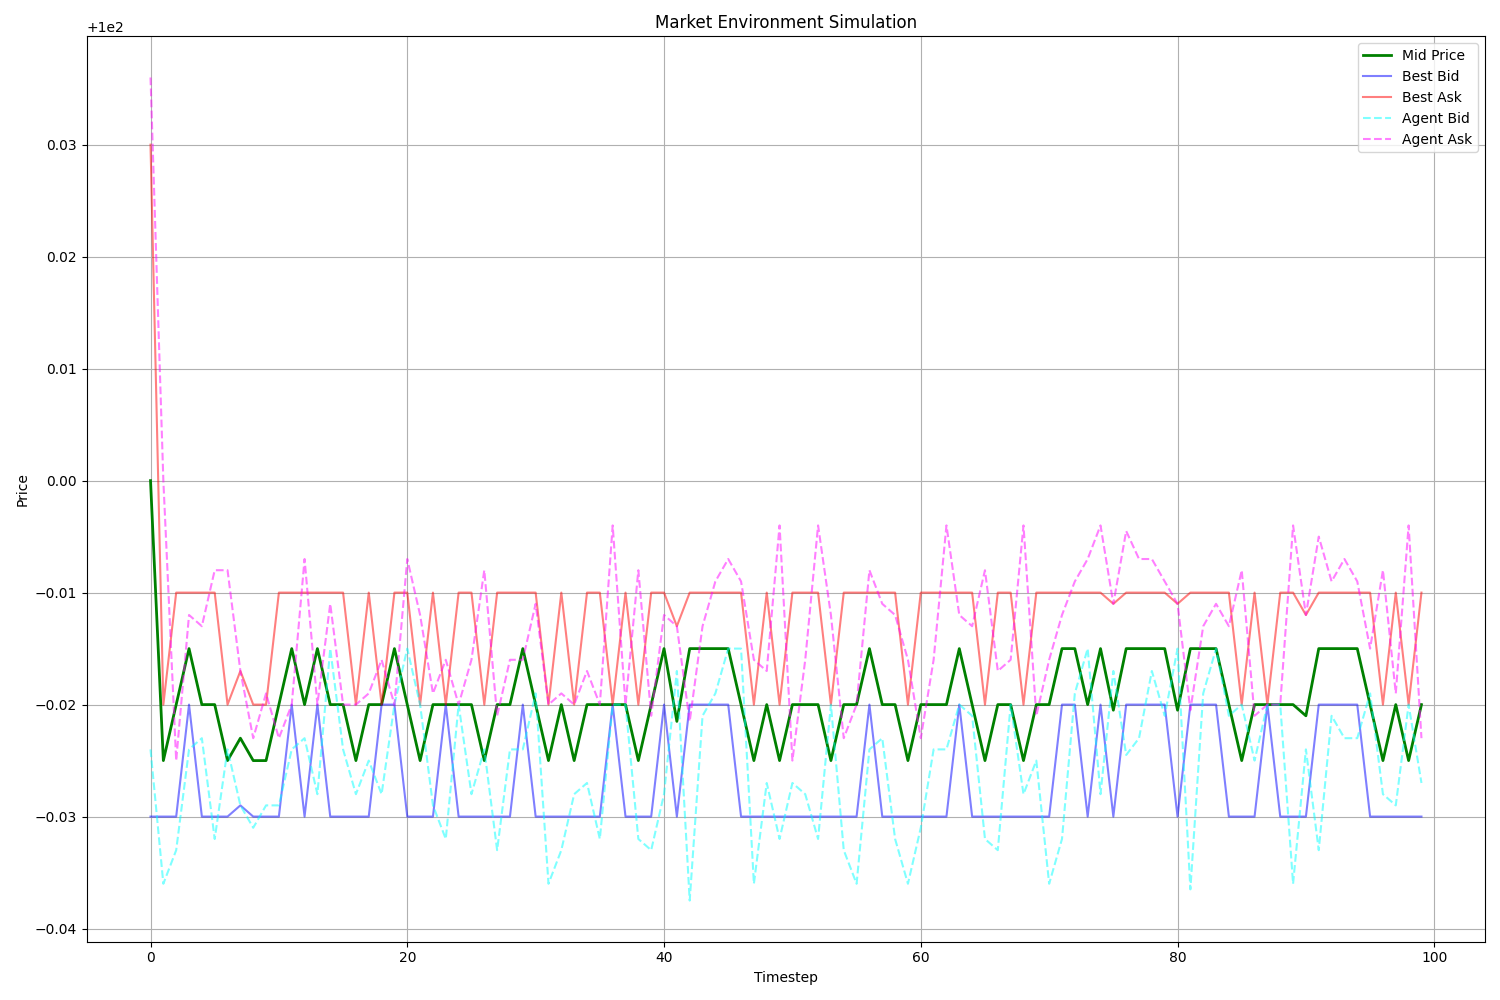 Market Environment Simulation
+1e2
Mid Price
Best Bid
Best Ask
Agent Bid
Agent Ask
0.03
0.02
0.01
0.00
−0.01
−0.02
−0.03
−0.04
Price
0
20
40
60
80
100
Timestep